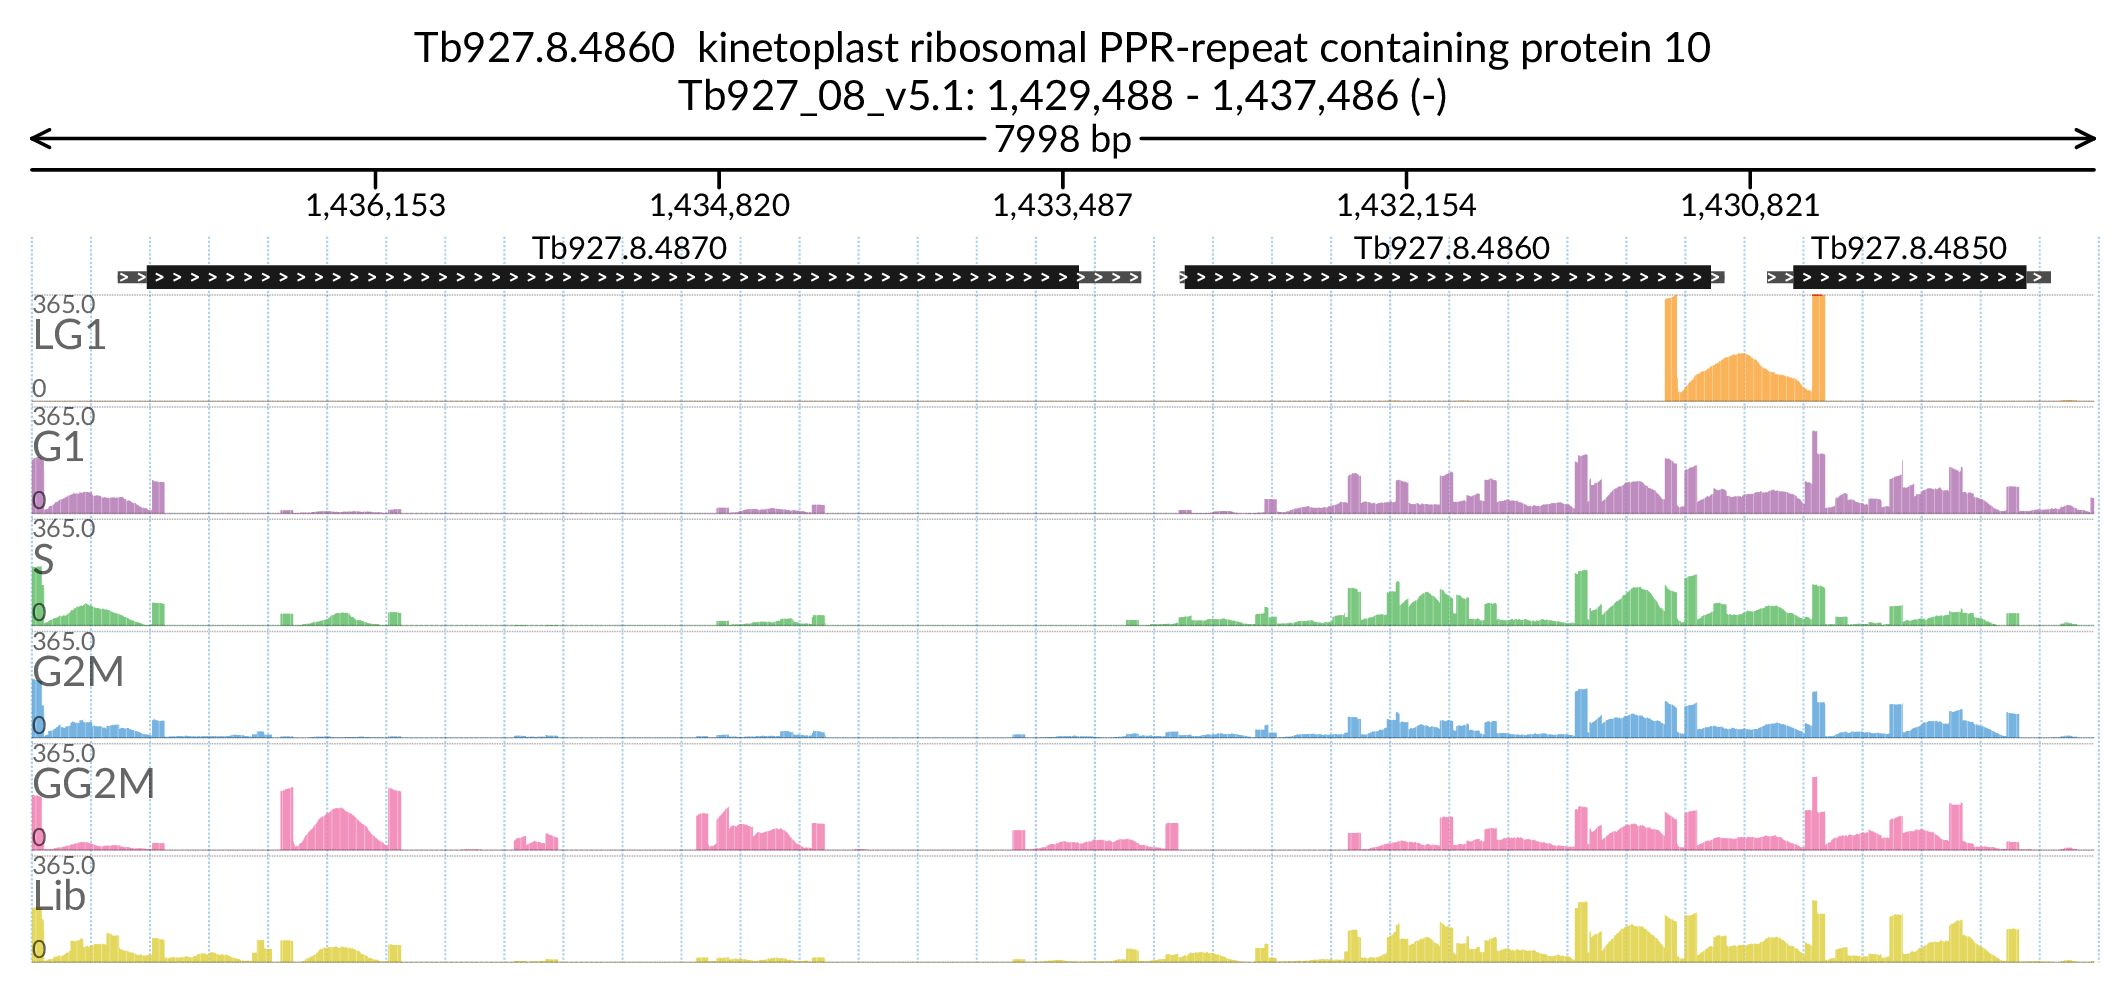 Tb927.8.4860  kinetoplast ribosomal PPR-repeat containing protein 10
Tb927_08_v5.1: 1,429,488 - 1,437,486 (-)
7998 bp
1,436,153 1,434,820 1,433,487 1,432,154 1,430,821
Tb927.8.4870 Tb927.8.4860 Tb927.8.4850
365.0
LG1
0
365.0
G1
0
365.0
S
0
365.0
G2M
0
365.0
GG2M
0
365.0
Lib
0